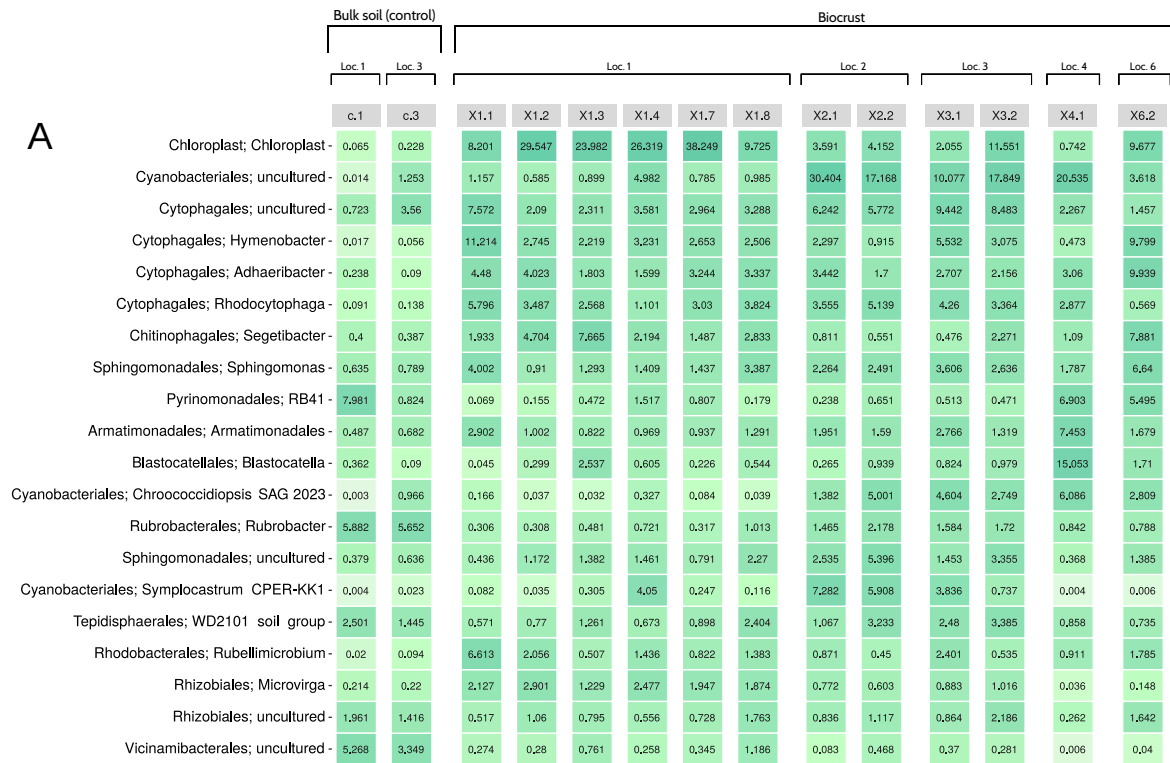 Bulk soil (control) Biocrust
Loc. 1 Loc. 3 Loc. 1 Loc. 2 Loc. 3 Loc. 4 Loc. 6
c.1 c.3 X1.1 X1.2 X1.3 X1.4 X1.7 X1.8 X2.1 X2.2 X3.1 X3.2 X4.1 X6.2
A
Chloroplast; Chloroplast - 0.065 0.228 8.201 29.547 23.982 26.319 38.249 9.725 3.591 4.152 2.055 11.551 0.742 9.677
Cyanobacteriales; uncultured - 0.014 1.253 1.157 0.585 0.899 4.982 0.785 0.985 30.404 17.168 10.077 17.849 20.535 3.618
Cytophagales; uncultured - 0.723 3.56 7.572 2.09 2.311 3.581 2.964 3.288 6.242 5.772 9.442 8.483 2.267 1.457
Cytophagales; Hymenobacter - 0.017 0.056 11.214 2.745 2.219 3.231 2.653 2.506 2.297 0.915 5.532 3.075 0.473 9.799
Cytophagales; Adhaeribacter - 0.238 0.09 4.48 4.023 1.803 1.599 3.244 3.337 3.442 1.7 2.707 2.156 3.06 9.939
Cytophagales; Rhodocytophaga - 0.091 0.138 5.796 3.487 2.568 1.101 3.03 3.824 3.555 5.139 4.26 3.364 2.877 0.569
Chitinophagales; Segetibacter - 0.4 0.387 1.933 4.704 7.665 2.194 1.487 2.833 0.811 0.551 0.476 2.271 1.09 7.881
Sphingomonadales; Sphingomonas - 0.635 0.789 4.002 0.91 1.293 1.409 1.437 3.387 2.264 2.491 3.606 2.636 1.787 6.64
Pyrinomonadales; RB41 - 7.981 0.824 0.069 0.155 0.472 1.517 0.807 0.179 0.238 0.651 0.513 0.471 6.903 5.495
Armatimonadales; Armatimonadales - 0.487 0.682 2.902 1.002 0.822 0.969 0.937 1.291 1.951 1.59 2.766 1.319 7.453 1.679
Blastocatellales; Blastocatella - 0.362 0.09 0.045 0.299 2.537 0.605 0.226 0.544 0.265 0.939 0.824 0.979 15.053 1.71
Cyanobacteriales; Chroococcidiopsis SAG 2023 - 0.003 0.966 0.166 0.037 0.032 0.327 0.084 0.039 1.382 5.001 4.604 2.749 6.086 2.809
Rubrobacterales; Rubrobacter - 5.882 5.652 0.306 0.308 0.481 0.721 0.317 1.013 1.465 2.178 1.584 1.72 0.842 0.788
Sphingomonadales; uncultured - 0.379 0.636 0.436 1.172 1.382 1.461 0.791 2.27 2.535 5.396 1.453 3.355 0.368 1.385
Cyanobacteriales; Symplocastrum CPER-KK1 - 0.004 0.023 0.082 0.035 0.305 4.05 0.247 0.116 7.282 5.908 3.836 0.737 0.004 0.006
Tepidisphaerales; WD2101 soil group - 2.501 1.445 0.571 0.77 1.261 0.673 0.898 2.404 1.067 3.233 2.48 3.385 0.858 0.735
Rhodobacterales; Rubellimicrobium - 0.02 0.094 6.613 2.056 0.507 1.436 0.822 1.383 0.871 0.45 2.401 0.535 0.911 1.785
Rhizobiales; Microvirga - 0.214 0.22 2.127 2.901 1.229 2.477 1.947 1.874 0.772 0.603 0.883 1.016 0.036 0.148
Rhizobiales; uncultured - 1.961 1.416 0.517 1.06 0.795 0.556 0.728 1.763 0.836 1.117 0.864 2.186 0.262 1.642
Vicinamibacterales; uncultured - 5.268 3.349 0.274 0.28 0.761 0.258 0.345 1.186 0.083 0.468 0.37 0.281 0.006 0.04